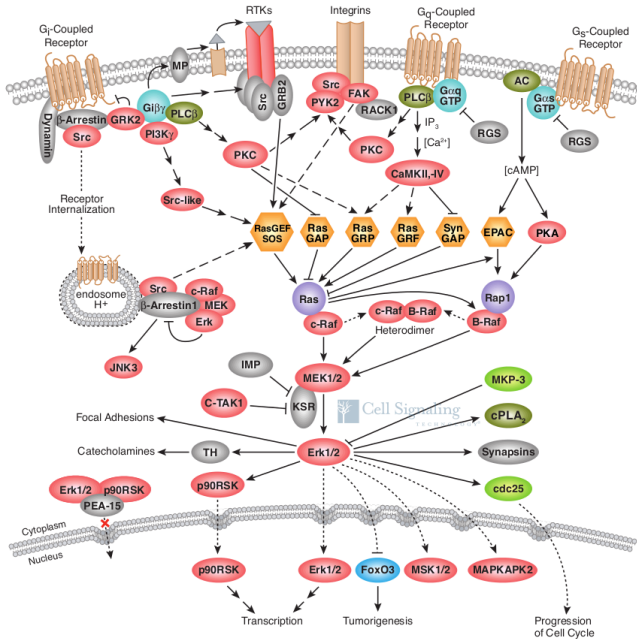 RTKs
Integrins
Gq-Coupled
Receptor
Gi-Coupled
Receptor
Gs-Coupled
Receptor
MP
Dynamin
β-Arrestin
Src
GRK2
Giβγ
PLCβ
PI3Kγ
Src
GRB2
Src
PYK2
FAK
RACK1
PLCβ
Gαq
GTP
RGS
AC
Gαs
GTP
RGS
IP3
[Ca2+]
PKC
PKC
CaMKII,-IV
[cAMP]
Receptor
Internalization
Src-like
RasGEF
SOS
Ras
GAP
Ras
GRP
Ras
GRF
Syn
GAP
EPAC
PKA
endosome
H+
Src
β-Arrestin1
c-Raf
MEK
Erk
JNK3
Ras
c-Raf
c-Raf
B-Raf
Heterodimer
Rap1
B-Raf
IMP
C-TAK1
KSR
MEK1/2
Cell Signaling
TECHNOLOGY
MKP-3
cPLA2
Focal Adhesions
Catecholamines
TH
Erk1/2
Synapsins
cdc25
p90RSK
Erk1/2
p90RSK
PEA-15
Cytoplasm
Nucleus
p90RSK
Erk1/2
FoxO3
MSK1/2
MAPKAPK2
Transcription
Tumorigenesis
Progression
of Cell Cycle